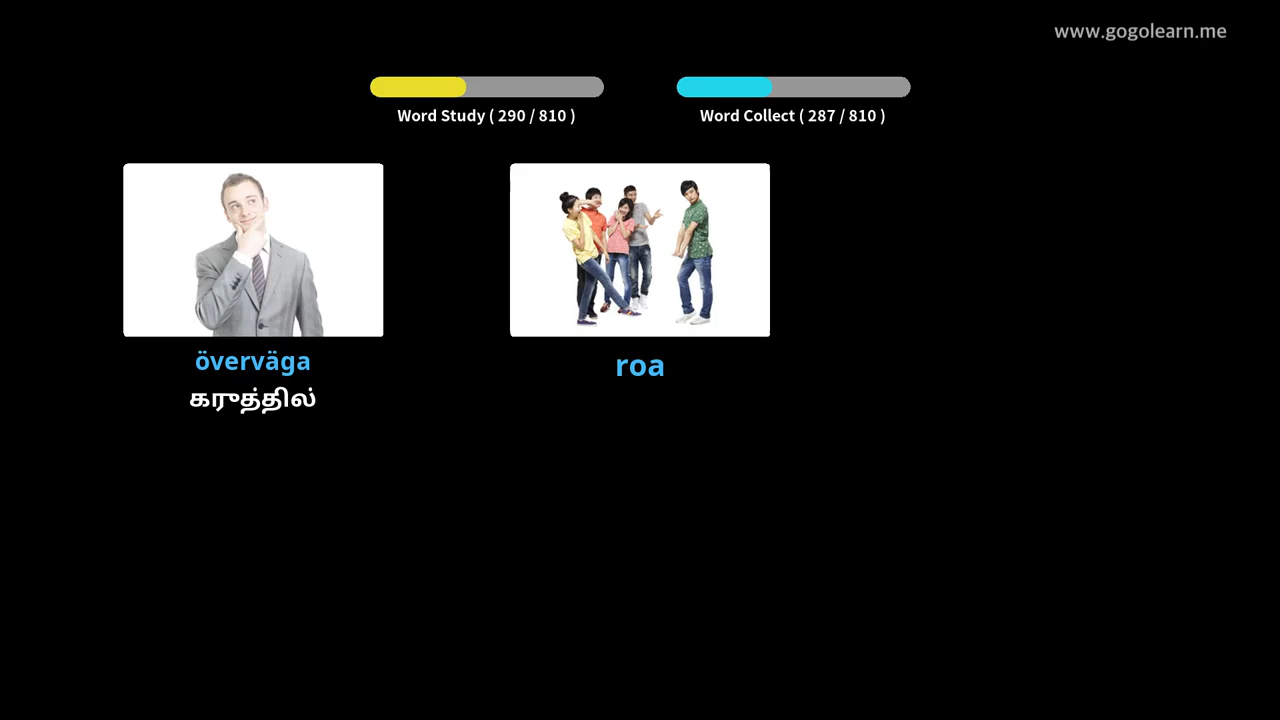 www.gogolearn.me
Word Study ( 290 / 810 )
Word Collect ( 287 / 810 )
överväga
கருத்தில்
roa